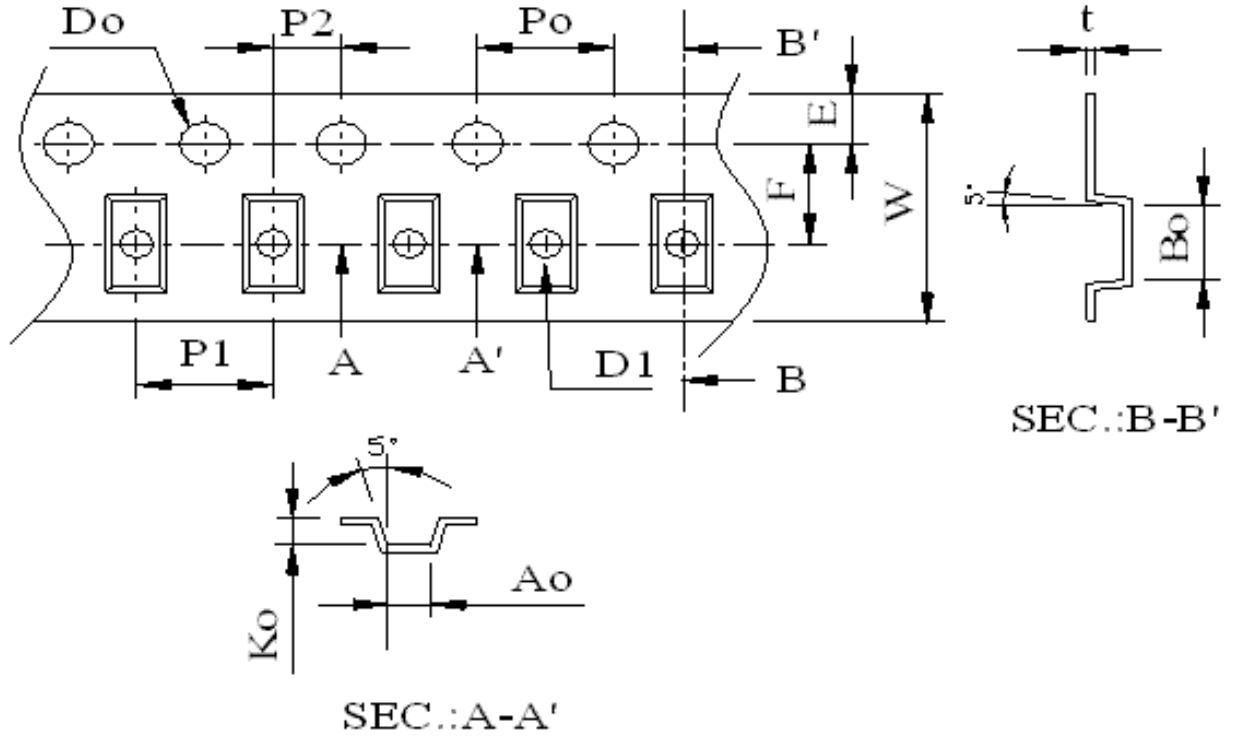 Do
P2
Po
B'
t
E
F
W
5°
Bo
P1
A
A'
D1
B
SEC.:B-B'
5°
Ao
Ko
SEC.:A-A'